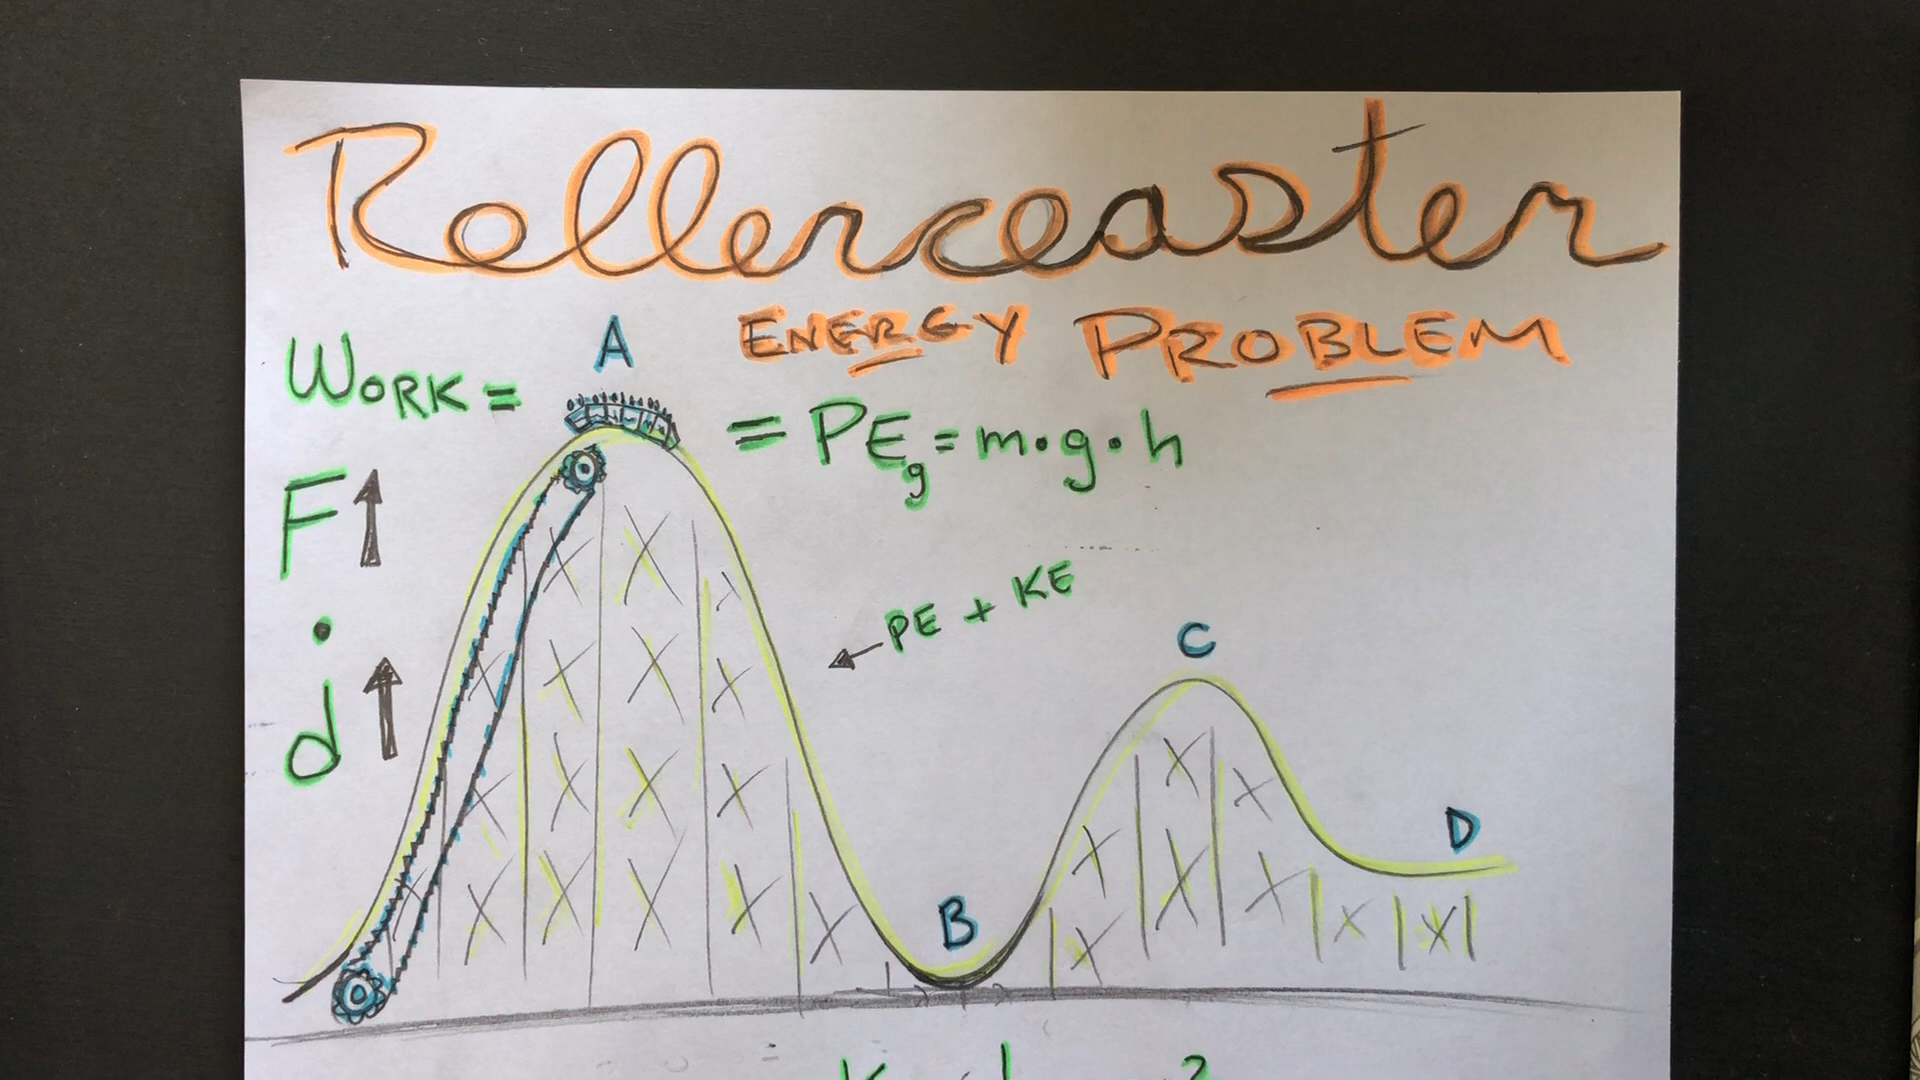 Rollercoaster
ENERGY PROBLEM
A
WORK = = PEg = m·g·h
F
·
d
PE + KE
C
D
B